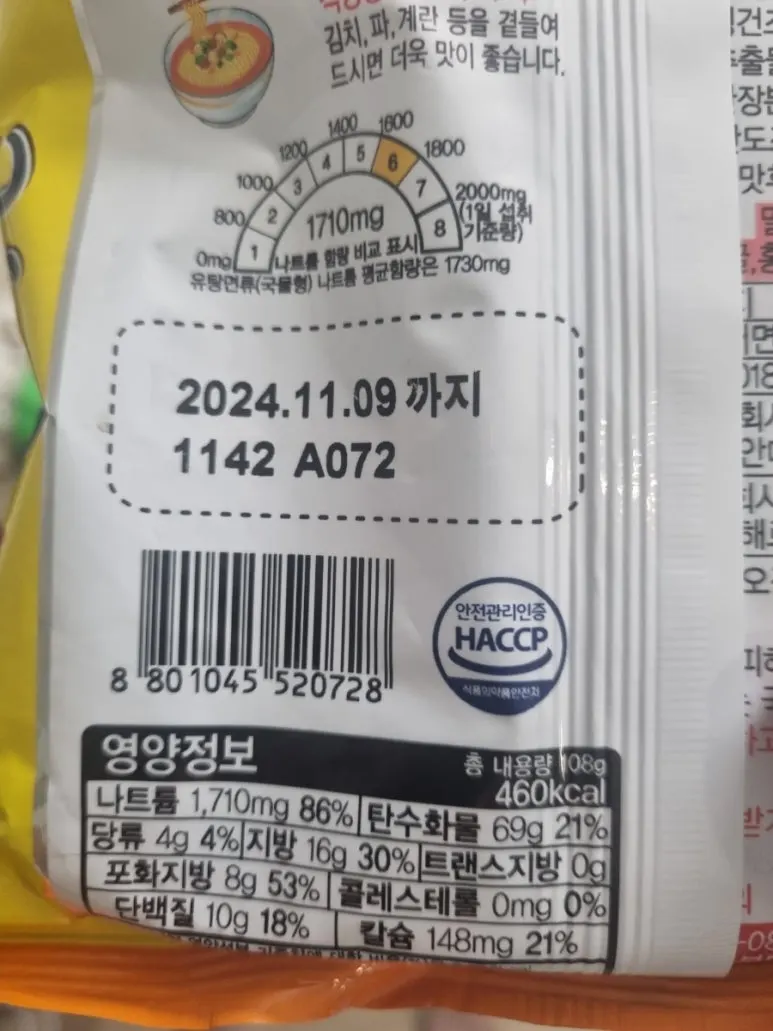 김치, 파, 계란 등을 곁들여
드시면 더욱 맛이 좋습니다.
0mg 800 1000 1200 1400 1600 1800 2000mg
(1일 섭취
기준량)
1 2 3 4 5 6 7 8
1710mg
나트륨 함량 비교 표시
유탕면류(국물형) 나트륨 평균함량은 1730mg
2024.11.09 까지
1142 A072
8 801045 520728
안전관리인증
HACCP
식품의약품안전처
영양정보
총 내용량 108g
460kcal
나트륨 1,710mg 86% 탄수화물 69g 21%
당류 4g 4% 지방 16g 30% 트랜스지방 0g
포화지방 8g 53% 콜레스테롤 0mg 0%
단백질 10g 18% 칼슘 148mg 21%